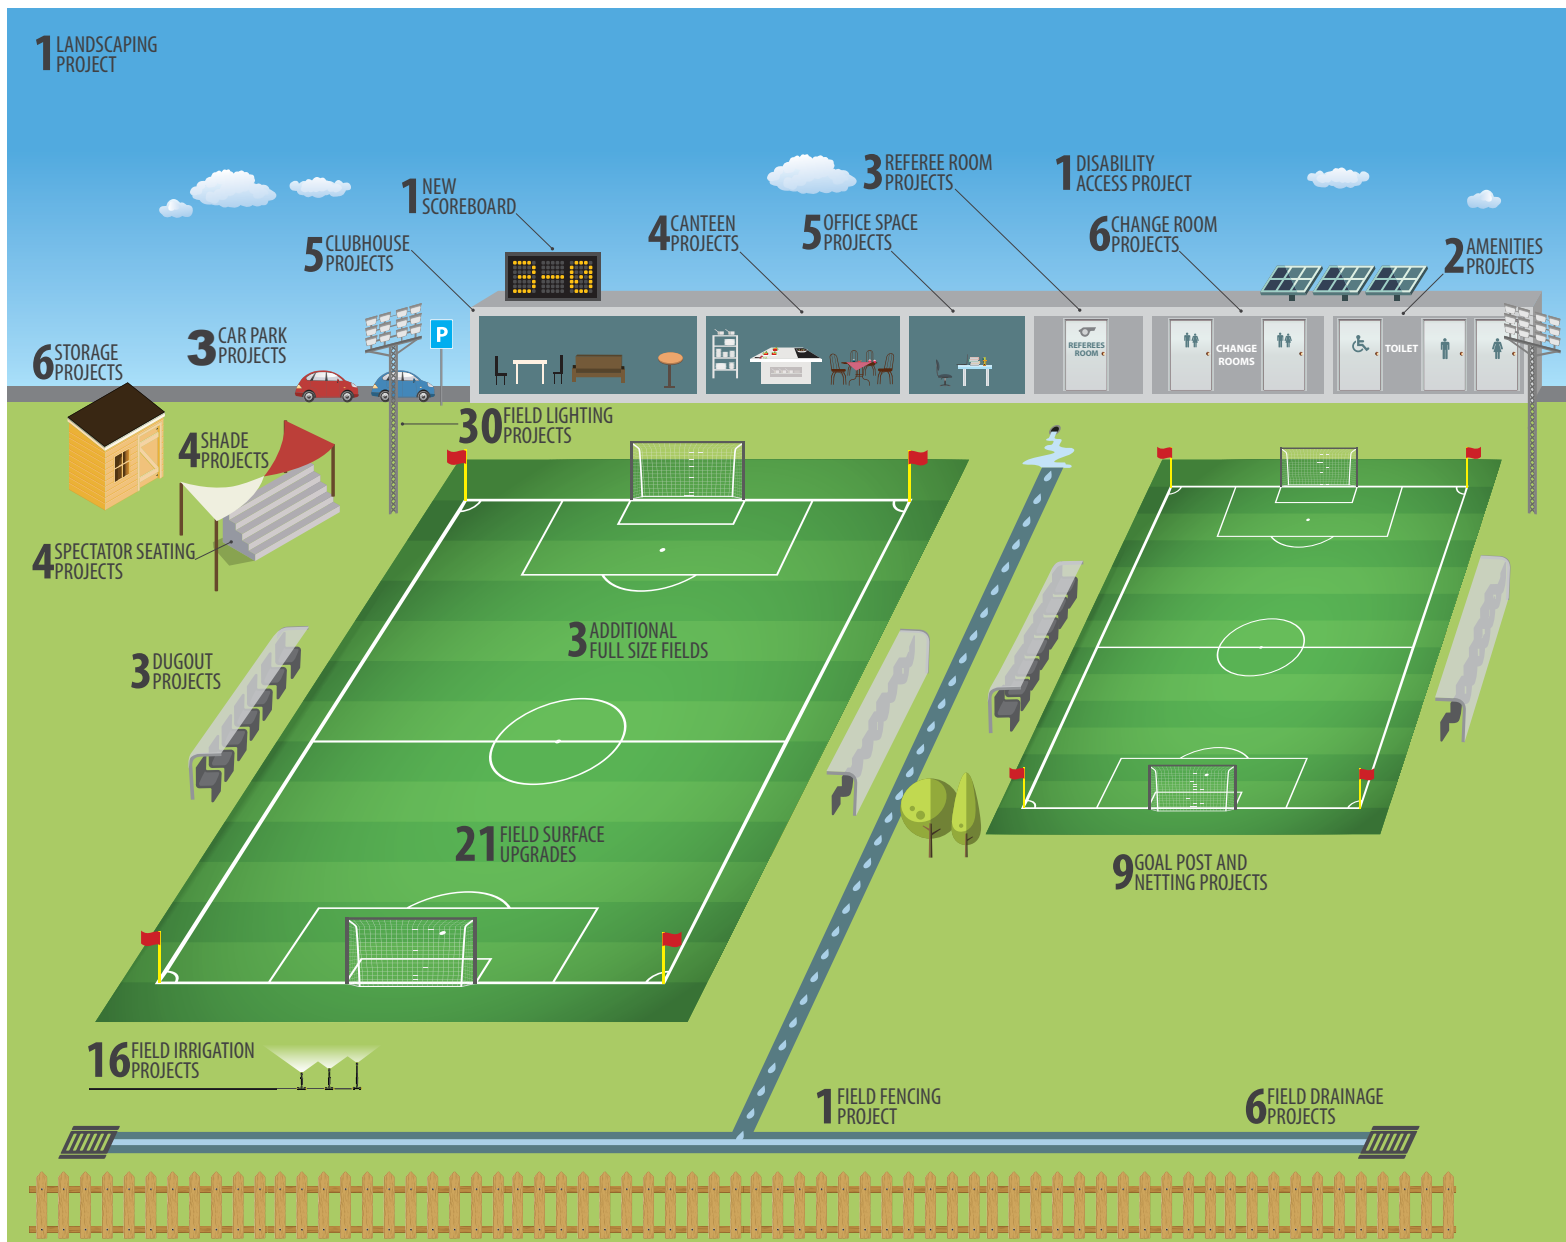 1 LANDSCAPING
PROJECT
3 REFEREE ROOM
PROJECTS
1 DISABILITY
ACCESS PROJECT
1 NEW
SCOREBOARD
4 CANTEEN
PROJECTS
5 OFFICE SPACE
PROJECTS
6 CHANGE ROOM
PROJECTS
5 CLUBHOUSE
PROJECTS
2 AMENITIES
PROJECTS
3-0
P
3 CAR PARK
PROJECTS
6 STORAGE
PROJECTS
REFEREES
ROOM
CHANGE
ROOMS
TOILET
30 FIELD LIGHTING
PROJECTS
4 SHADE
PROJECTS
4 SPECTATOR SEATING
PROJECTS
3 ADDITIONAL
FULL SIZE FIELDS
3 DUGOUT
PROJECTS
21 FIELD SURFACE
UPGRADES
9 GOAL POST AND
NETTING PROJECTS
16 FIELD IRRIGATION
PROJECTS
1 FIELD FENCING
PROJECT
6 FIELD DRAINAGE
PROJECTS